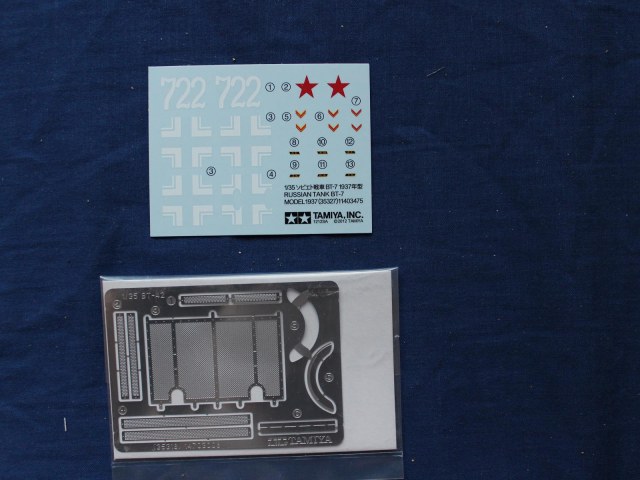 722 722
① ②
⑦
③ ⑤ ⑥
⑧ ⑩ ⑫
③ ④ ⑨ ⑪ ⑬
1/35 ソビエト戦車 BT-7 1937年型
RUSSIAN TANK BT-7
MODEL1937(35327)11403475
TAMIYA, INC.
©2012 TAMIYA
1/35 BT-42
TAMIYA